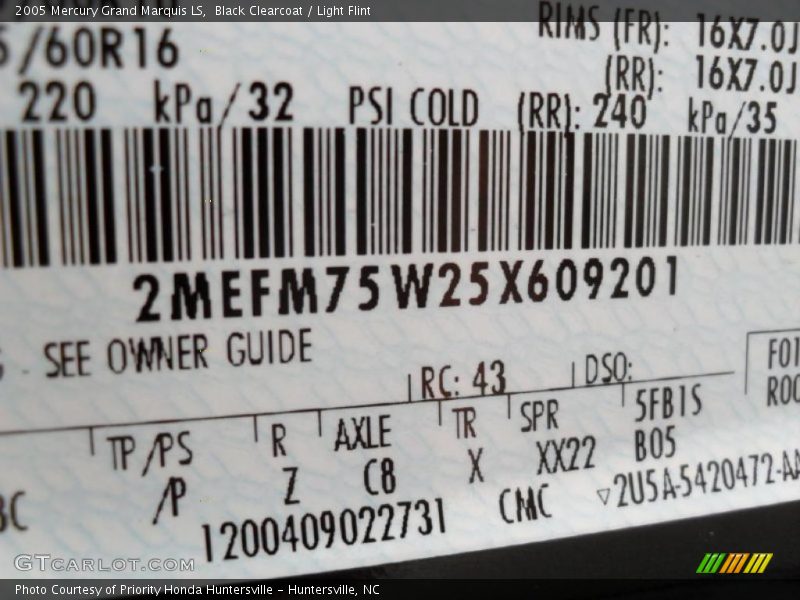 2005 Mercury Grand Marquis LS, Black Clearcoat / Light Flint
/60R16 RIMS (FR): 16X7.0J
(RR): 16X7.0J
220 kPa/32 PSI COLD (RR): 240 kPa/35
2MEFM75W25X609201
SEE OWNER GUIDE
RC: 43 DSO:
TP/PS R AXLE TR SPR 5FB1S
/P Z C8 X XX22 B05
1200409022731 CMC ▽2U5A-5420472-AA
GTCARLOT.COM
Photo Courtesy of Priority Honda Huntersville – Huntersville, NC